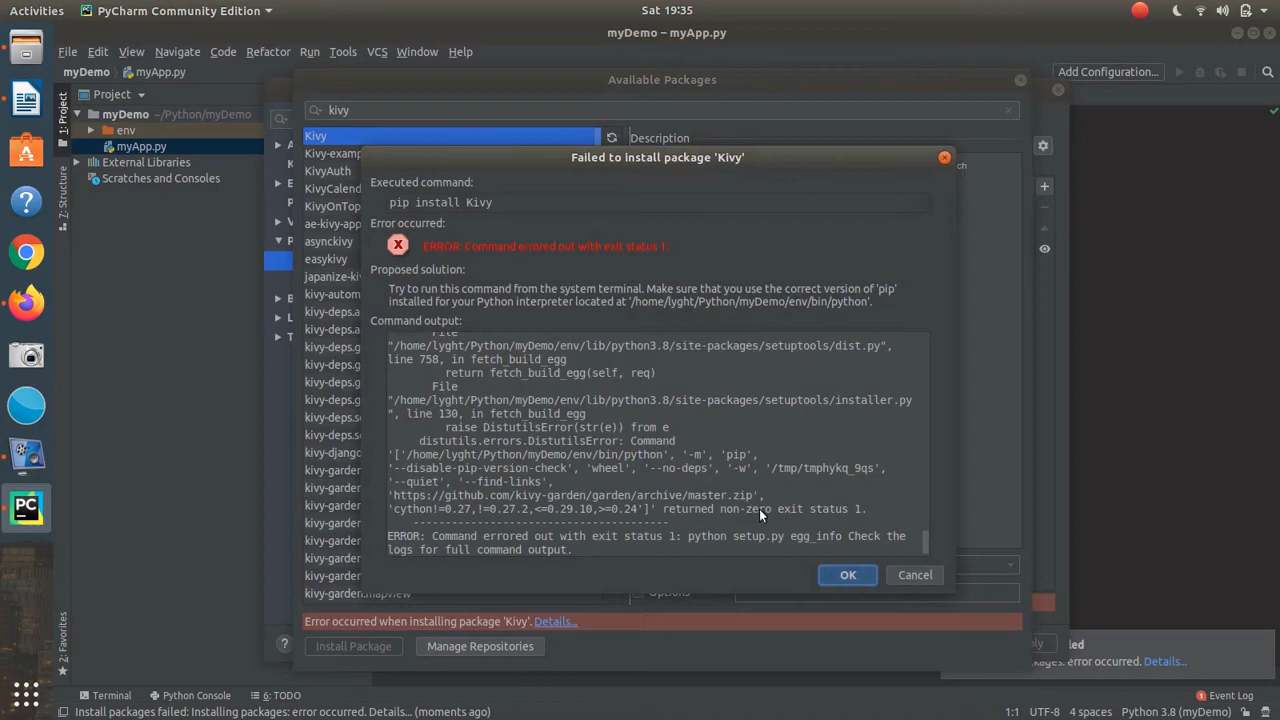 Activities
PyCharm Community Edition
Sat 19:35
myDemo – myApp.py
File Edit View Navigate Code Refactor Run Tools VCS Window Help
myDemo
myApp.py
Add Configuration...
1: Project
Project
myDemo ~/Python/myDemo
env
myApp.py
External Libraries
Scratches and Consoles
7: Structure
2: Favorites
Available Packages
kivy
Kivy
Description
Kivy-examp
KivyAuth
KivyCalend
KivyOnTop
ae-kivy-app
asynckivy
easykivy
japanize-ki
kivy-autom
kivy-deps.a
kivy-deps.g
kivy-deps.g
kivy-deps.g
kivy-deps.g
kivy-deps.s
kivy-deps.s
kivy-django
kivy-garden
kivy-garden
kivy-garden
kivy-garden
kivy-garden
kivy-garden
kivy-garden.mapview
Failed to install package 'Kivy'
Executed command:
pip install Kivy
Error occurred:
ERROR: Command errored out with exit status 1:
Proposed solution:
Try to run this command from the system terminal. Make sure that you use the correct version of 'pip'
installed for your Python interpreter located at '/home/lyght/Python/myDemo/env/bin/python'.
Command output:
File
"/home/lyght/Python/myDemo/env/lib/python3.8/site-packages/setuptools/dist.py",
line 758, in fetch_build_egg
return fetch_build_egg(self, req)
File
"/home/lyght/Python/myDemo/env/lib/python3.8/site-packages/setuptools/installer.py
", line 130, in fetch_build_egg
raise DistutilsError(str(e)) from e
distutils.errors.DistutilsError: Command
'['/home/lyght/Python/myDemo/env/bin/python', '-m', 'pip',
'--disable-pip-version-check', 'wheel', '--no-deps', '-w', '/tmp/tmphykq_9qs',
'--quiet', '--find-links',
'https://github.com/kivy-garden/garden/archive/master.zip',
'cython!=0.27,!=0.27.2,<=0.29.10,>=0.24']' returned non-zero exit status 1.
----------------------------------------
ERROR: Command errored out with exit status 1: python setup.py egg_info Check the
logs for full command output.
OK
Cancel
Options
Error occurred when installing package 'Kivy'. Details...
Install Package
Manage Repositories
Details...
Terminal
Python Console
6: TODO
1 Event Log
Install packages failed: Installing packages: error occurred. Details... (moments ago)
1:1 UTF-8 4 spaces Python 3.8 (myDemo)